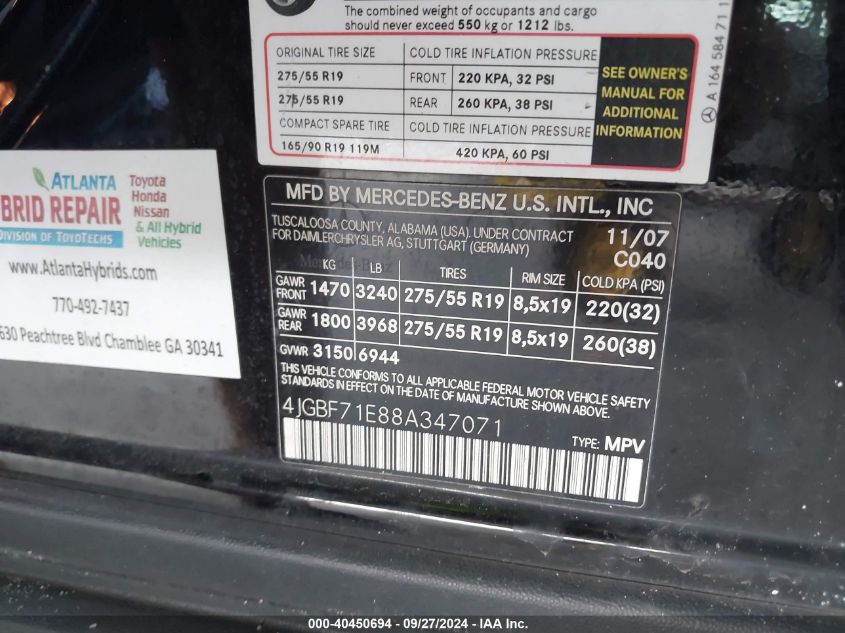 The combined weight of occupants and cargo
should never exceed 550 kg or 1212 lbs.
ORIGINAL TIRE SIZE COLD TIRE INFLATION PRESSURE
275/55 R19 FRONT 220 KPA, 32 PSI
275/55 R19 REAR 260 KPA, 38 PSI
COMPACT SPARE TIRE COLD TIRE INFLATION PRESSURE
165/90 R19 119M 420 KPA, 60 PSI
SEE OWNER'S
MANUAL FOR
ADDITIONAL
INFORMATION
A 164 584 71 1
ATLANTA
BRID REPAIR
DIVISION OF TOYOTECHS
Toyota
Honda
Nissan
& All Hybrid
Vehicles
www.AtlantaHybrids.com
770-492-7437
630 Peachtree Blvd Chamblee GA 30341
MFD BY MERCEDES-BENZ U.S. INTL., INC
TUSCALOOSA COUNTY, ALABAMA (USA). UNDER CONTRACT 11/07
FOR DAIMLERCHRYSLER AG, STUTTGART (GERMANY) C040
KG LB TIRES RIM SIZE COLD KPA (PSI)
GAWR FRONT 1470 3240 275/55 R19 8,5x19 220(32)
GAWR REAR 1800 3968 275/55 R19 8,5x19 260(38)
GVWR 3150 6944
THIS VEHICLE CONFORMS TO ALL APPLICABLE FEDERAL MOTOR VEHICLE SAFETY
STANDARDS IN EFFECT ON THE DATE OF MANUFACTURE SHOWN ABOVE.
4JGBF71E88A347071
TYPE: MPV
000-40450694 - 09/27/2024 - IAA Inc.